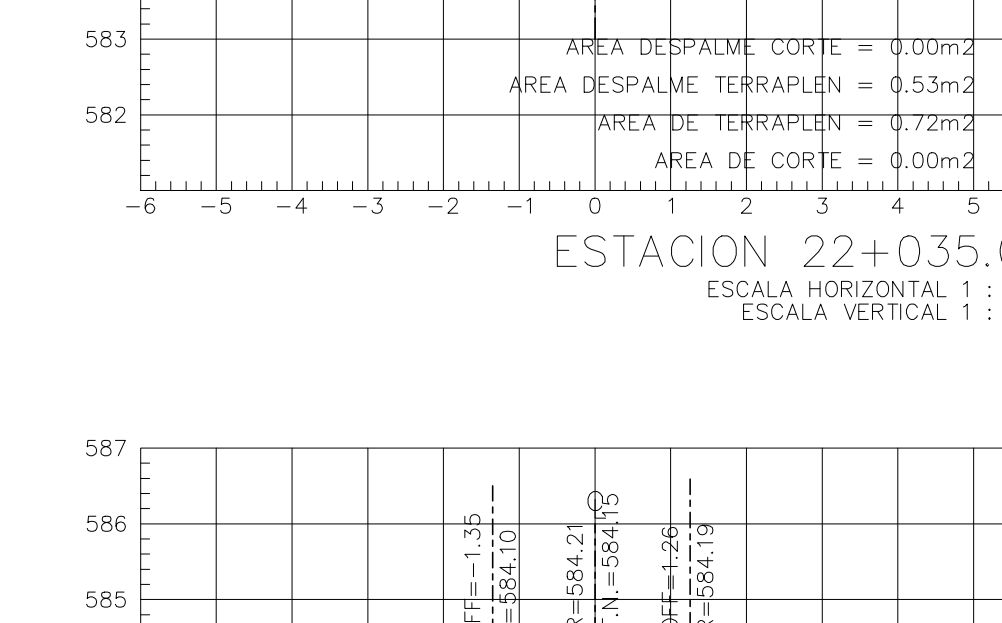 583
AREA DESPALME CORTE = 0.00m2
AREA DESPALME TERRAPLEN = 0.53m2
582
AREA DE TERRAPLEN = 0.72m2
AREA DE CORTE = 0.00m2
-6 -5 -4 -3 -2 -1 0 1 2 3 4 5
ESTACION 22+035.
ESCALA HORIZONTAL 1 :
ESCALA VERTICAL 1 :
587
586
585
FF=-1.35
=584.10
R=584.21
T.N.=584.15
OFF=1.26
R=584.19